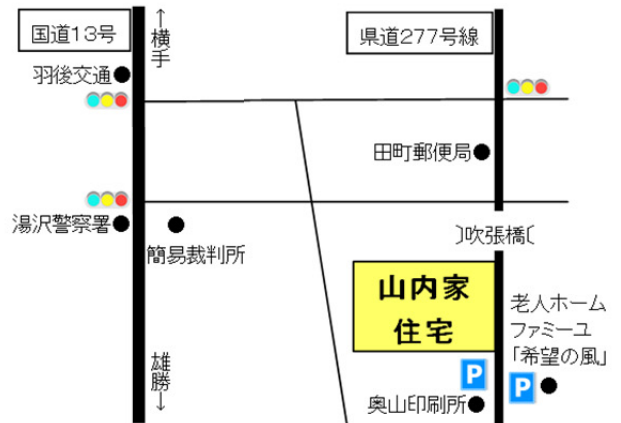 国道13号
↑横手
県道277号線
羽後交通
田町郵便局
湯沢警察署
簡易裁判所
吹張橋
山内家
住宅
老人ホーム
ファミーユ
「希望の風」
P
P
雄勝↓
奥山印刷所